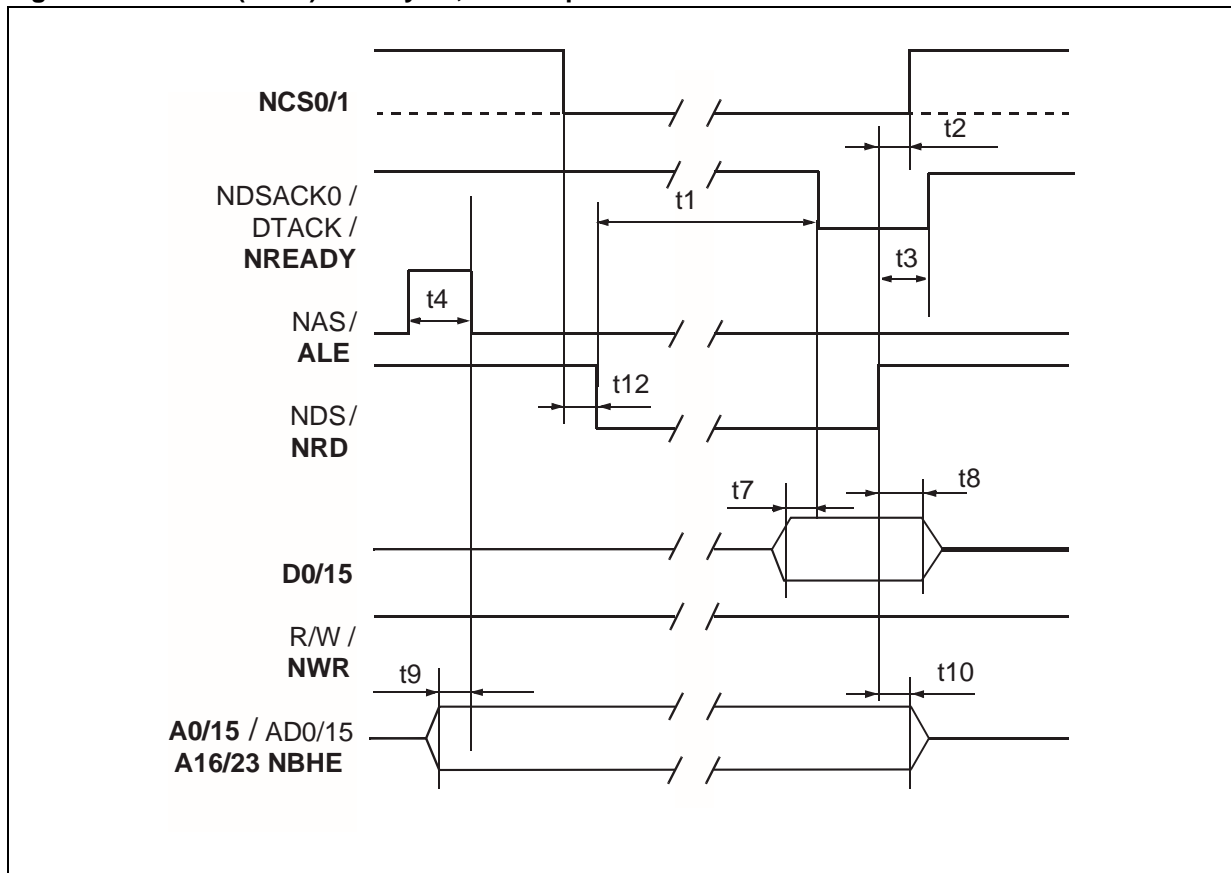 NCS0/1
t2
NDSACK0 /
DTACK /
NREADY
t1
t3
t4
NAS/
ALE
t12
NDS/
NRD
t7
t8
D0/15
R/W /
NWR
t9
t10
A0/15 / AD0/15
A16/23 NBHE